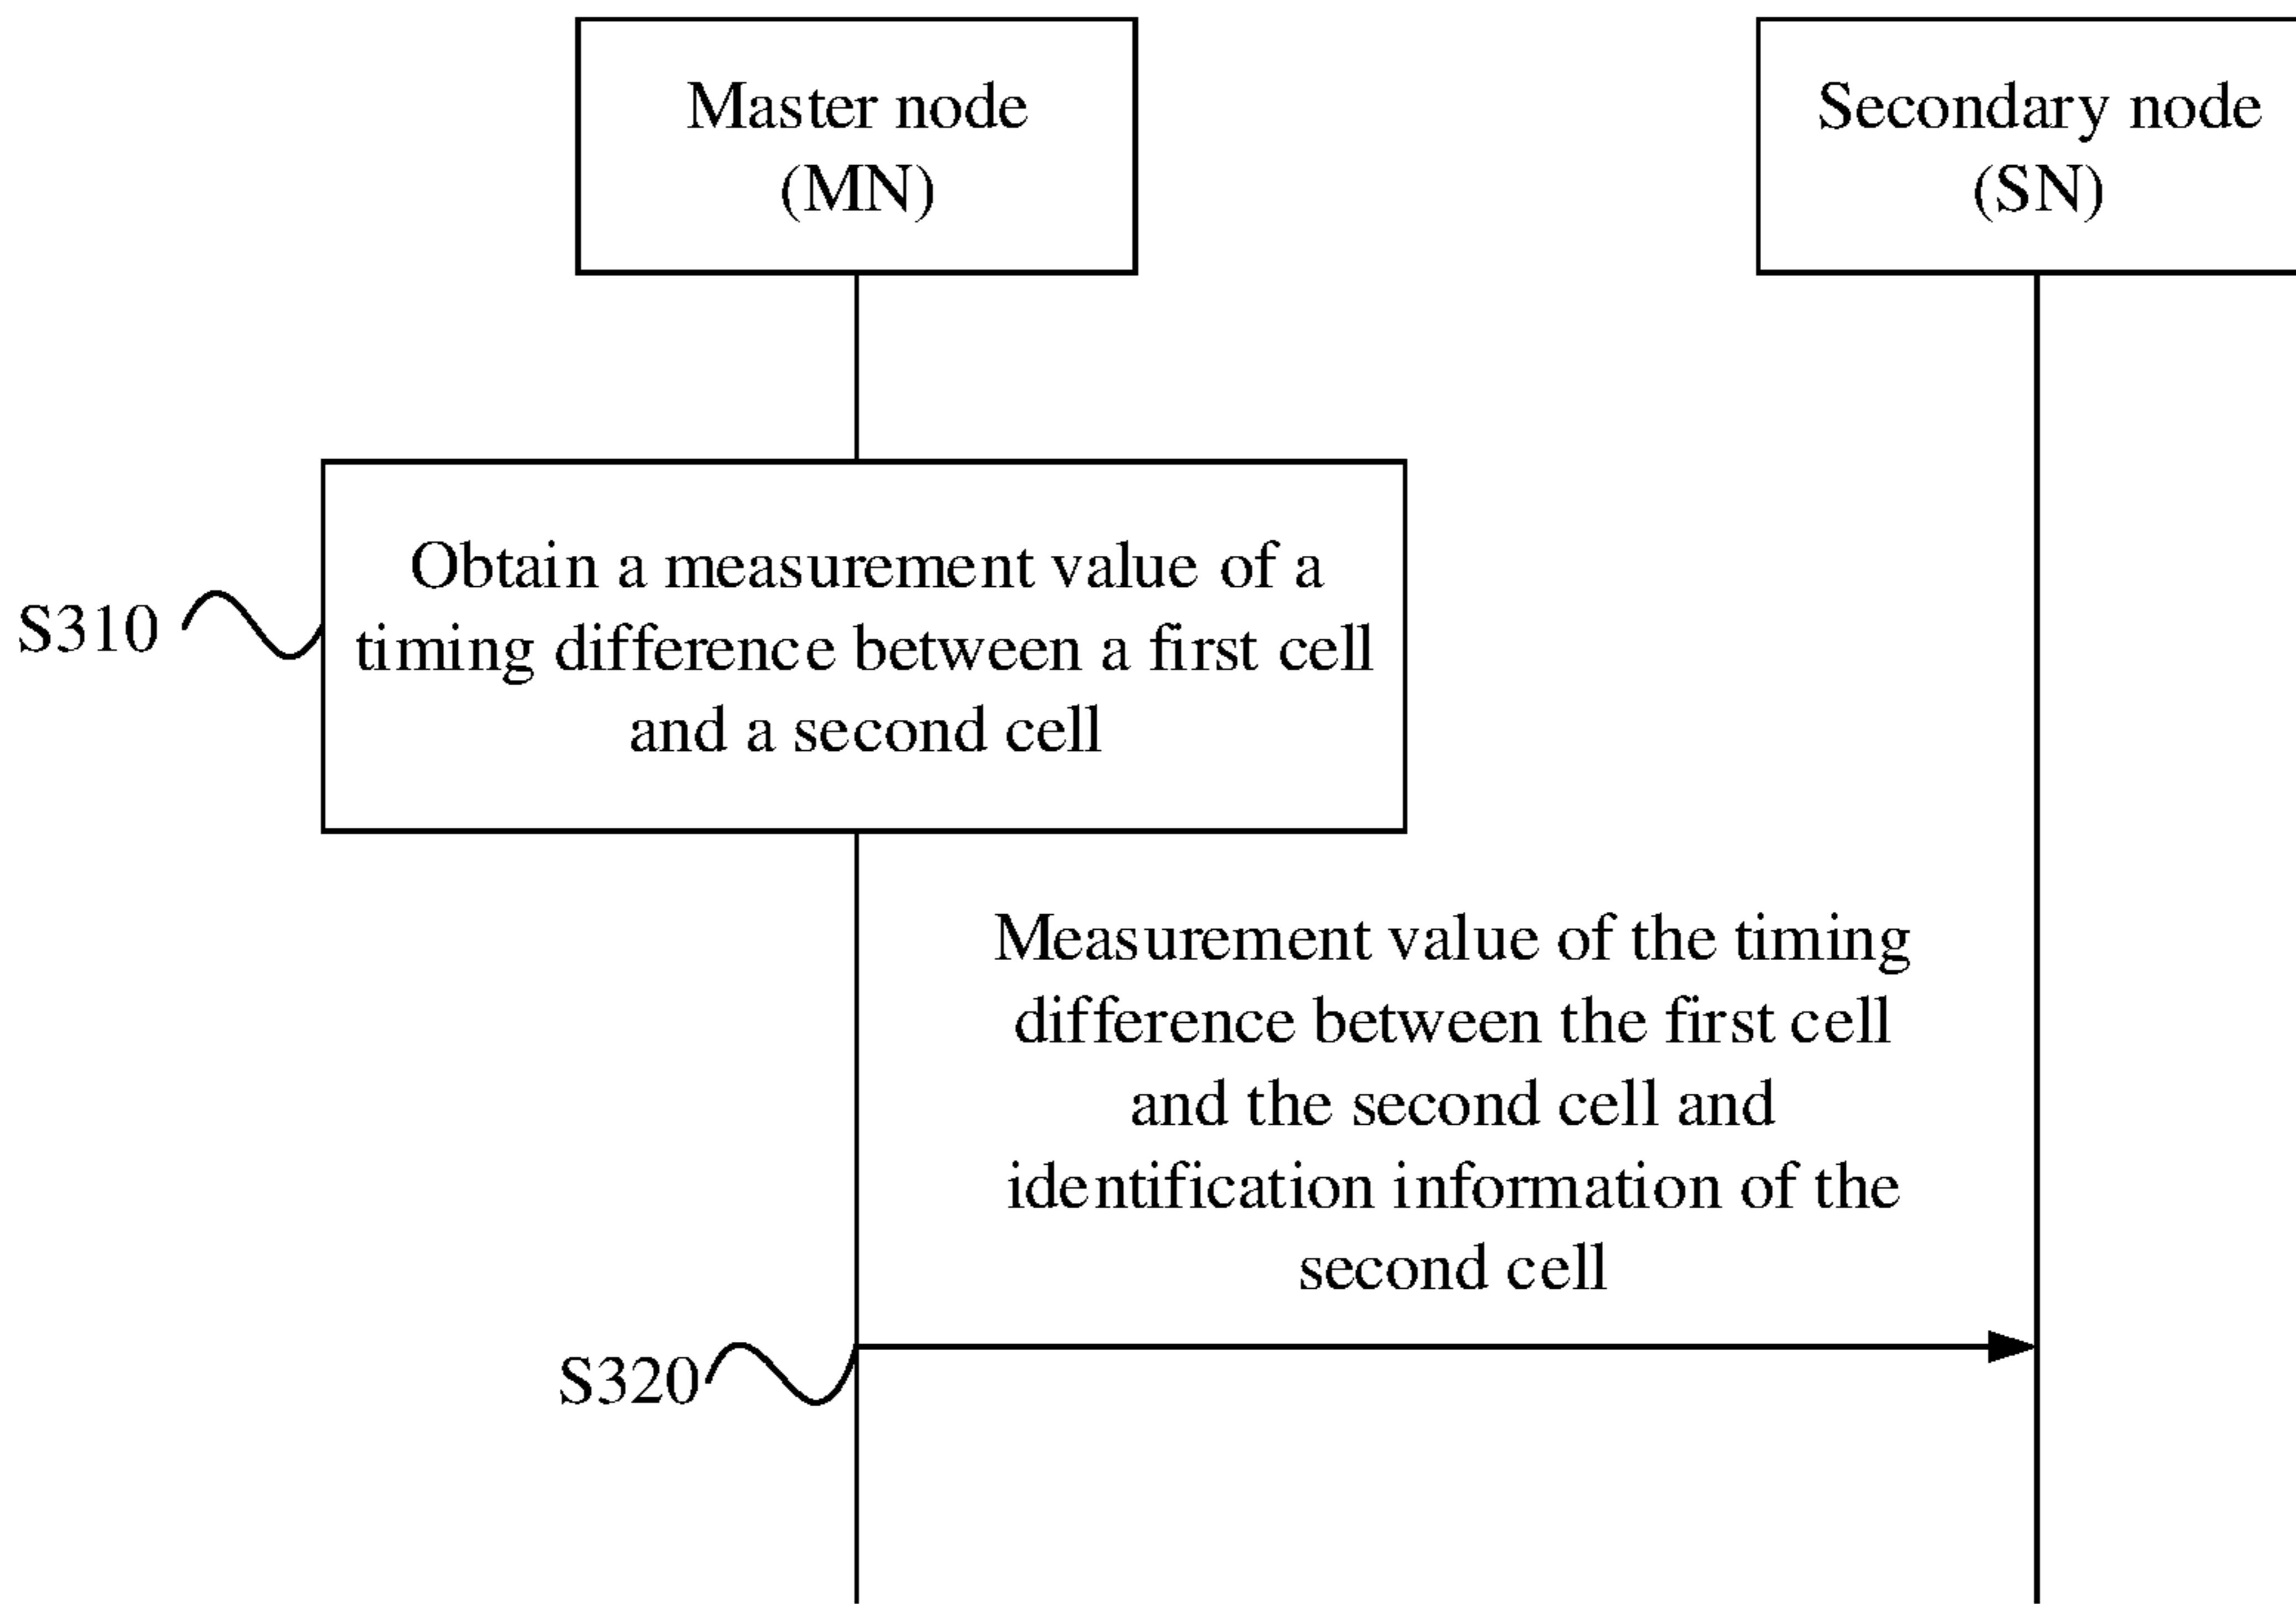 Master node
(MN)
Secondary node
(SN)
S310
Obtain a measurement value of a
timing difference between a first cell
and a second cell
Measurement value of the timing
difference between the first cell
and the second cell and
identification information of the
second cell
S320